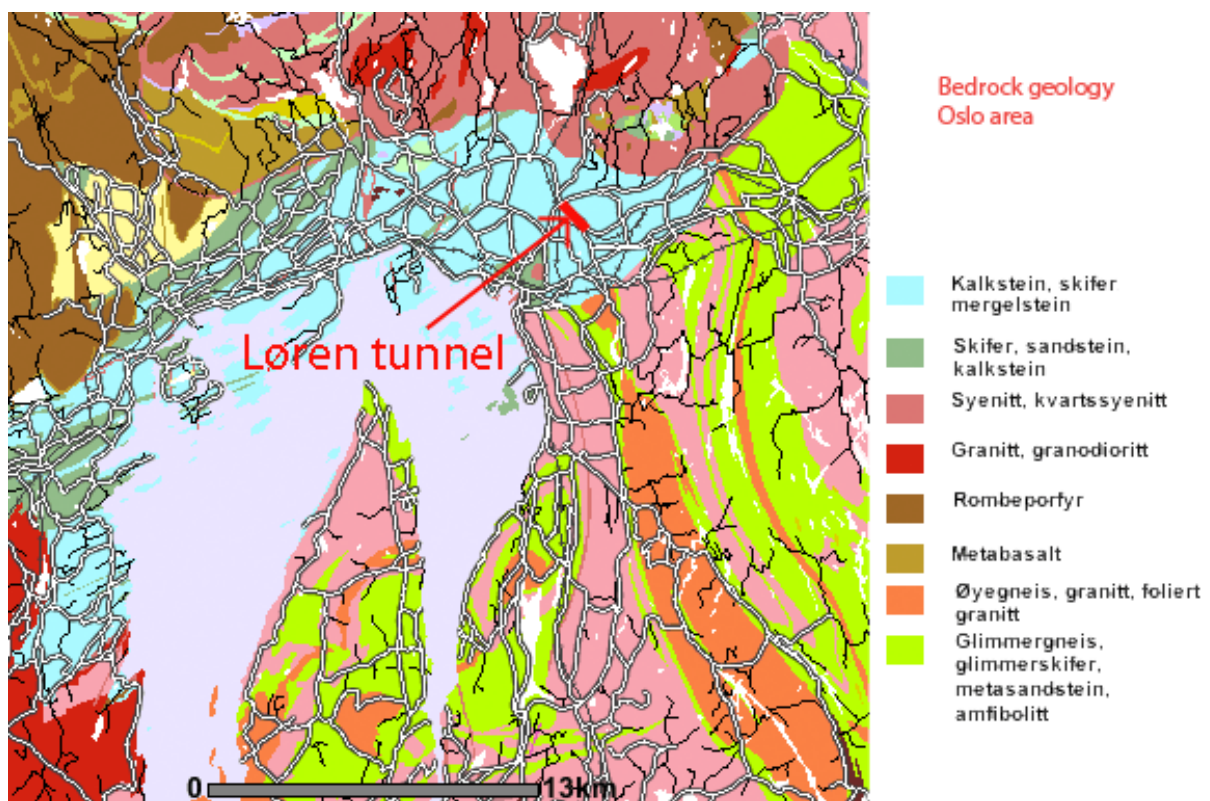 Bedrock geology
Oslo area
Løren tunnel
Kalkstein, skifer
mergelstein
Skifer, sandstein,
kalkstein
Syenitt, kvartssyenitt
Granitt, granodioritt
Rombeporfyr
Metabasalt
Øyegneis, granitt, foliert
granitt
Glimmergneis,
glimmerskifer,
metasandstein,
amfibolitt
0 13km